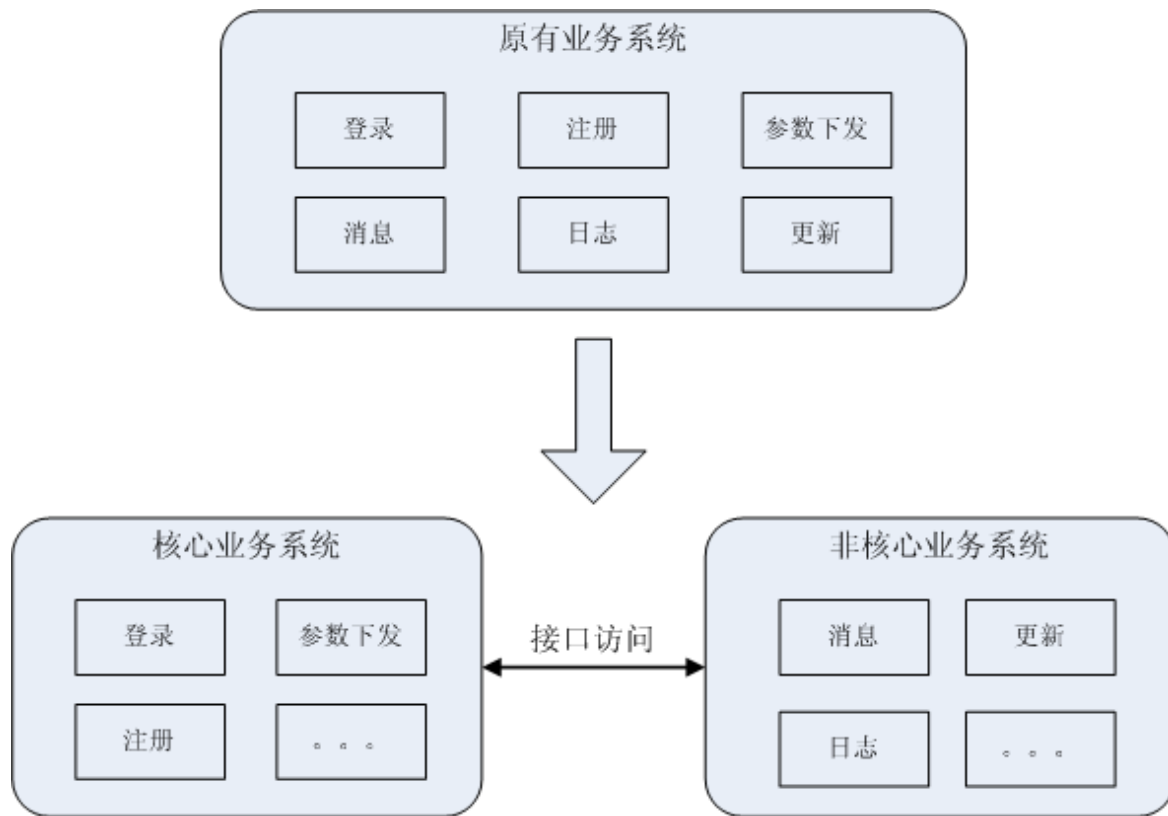 原有业务系统
登录 注册 参数下发
消息 日志 更新
核心业务系统 非核心业务系统
登录 参数下发 接口访问 消息 更新
注册 。。。 日志 。。。